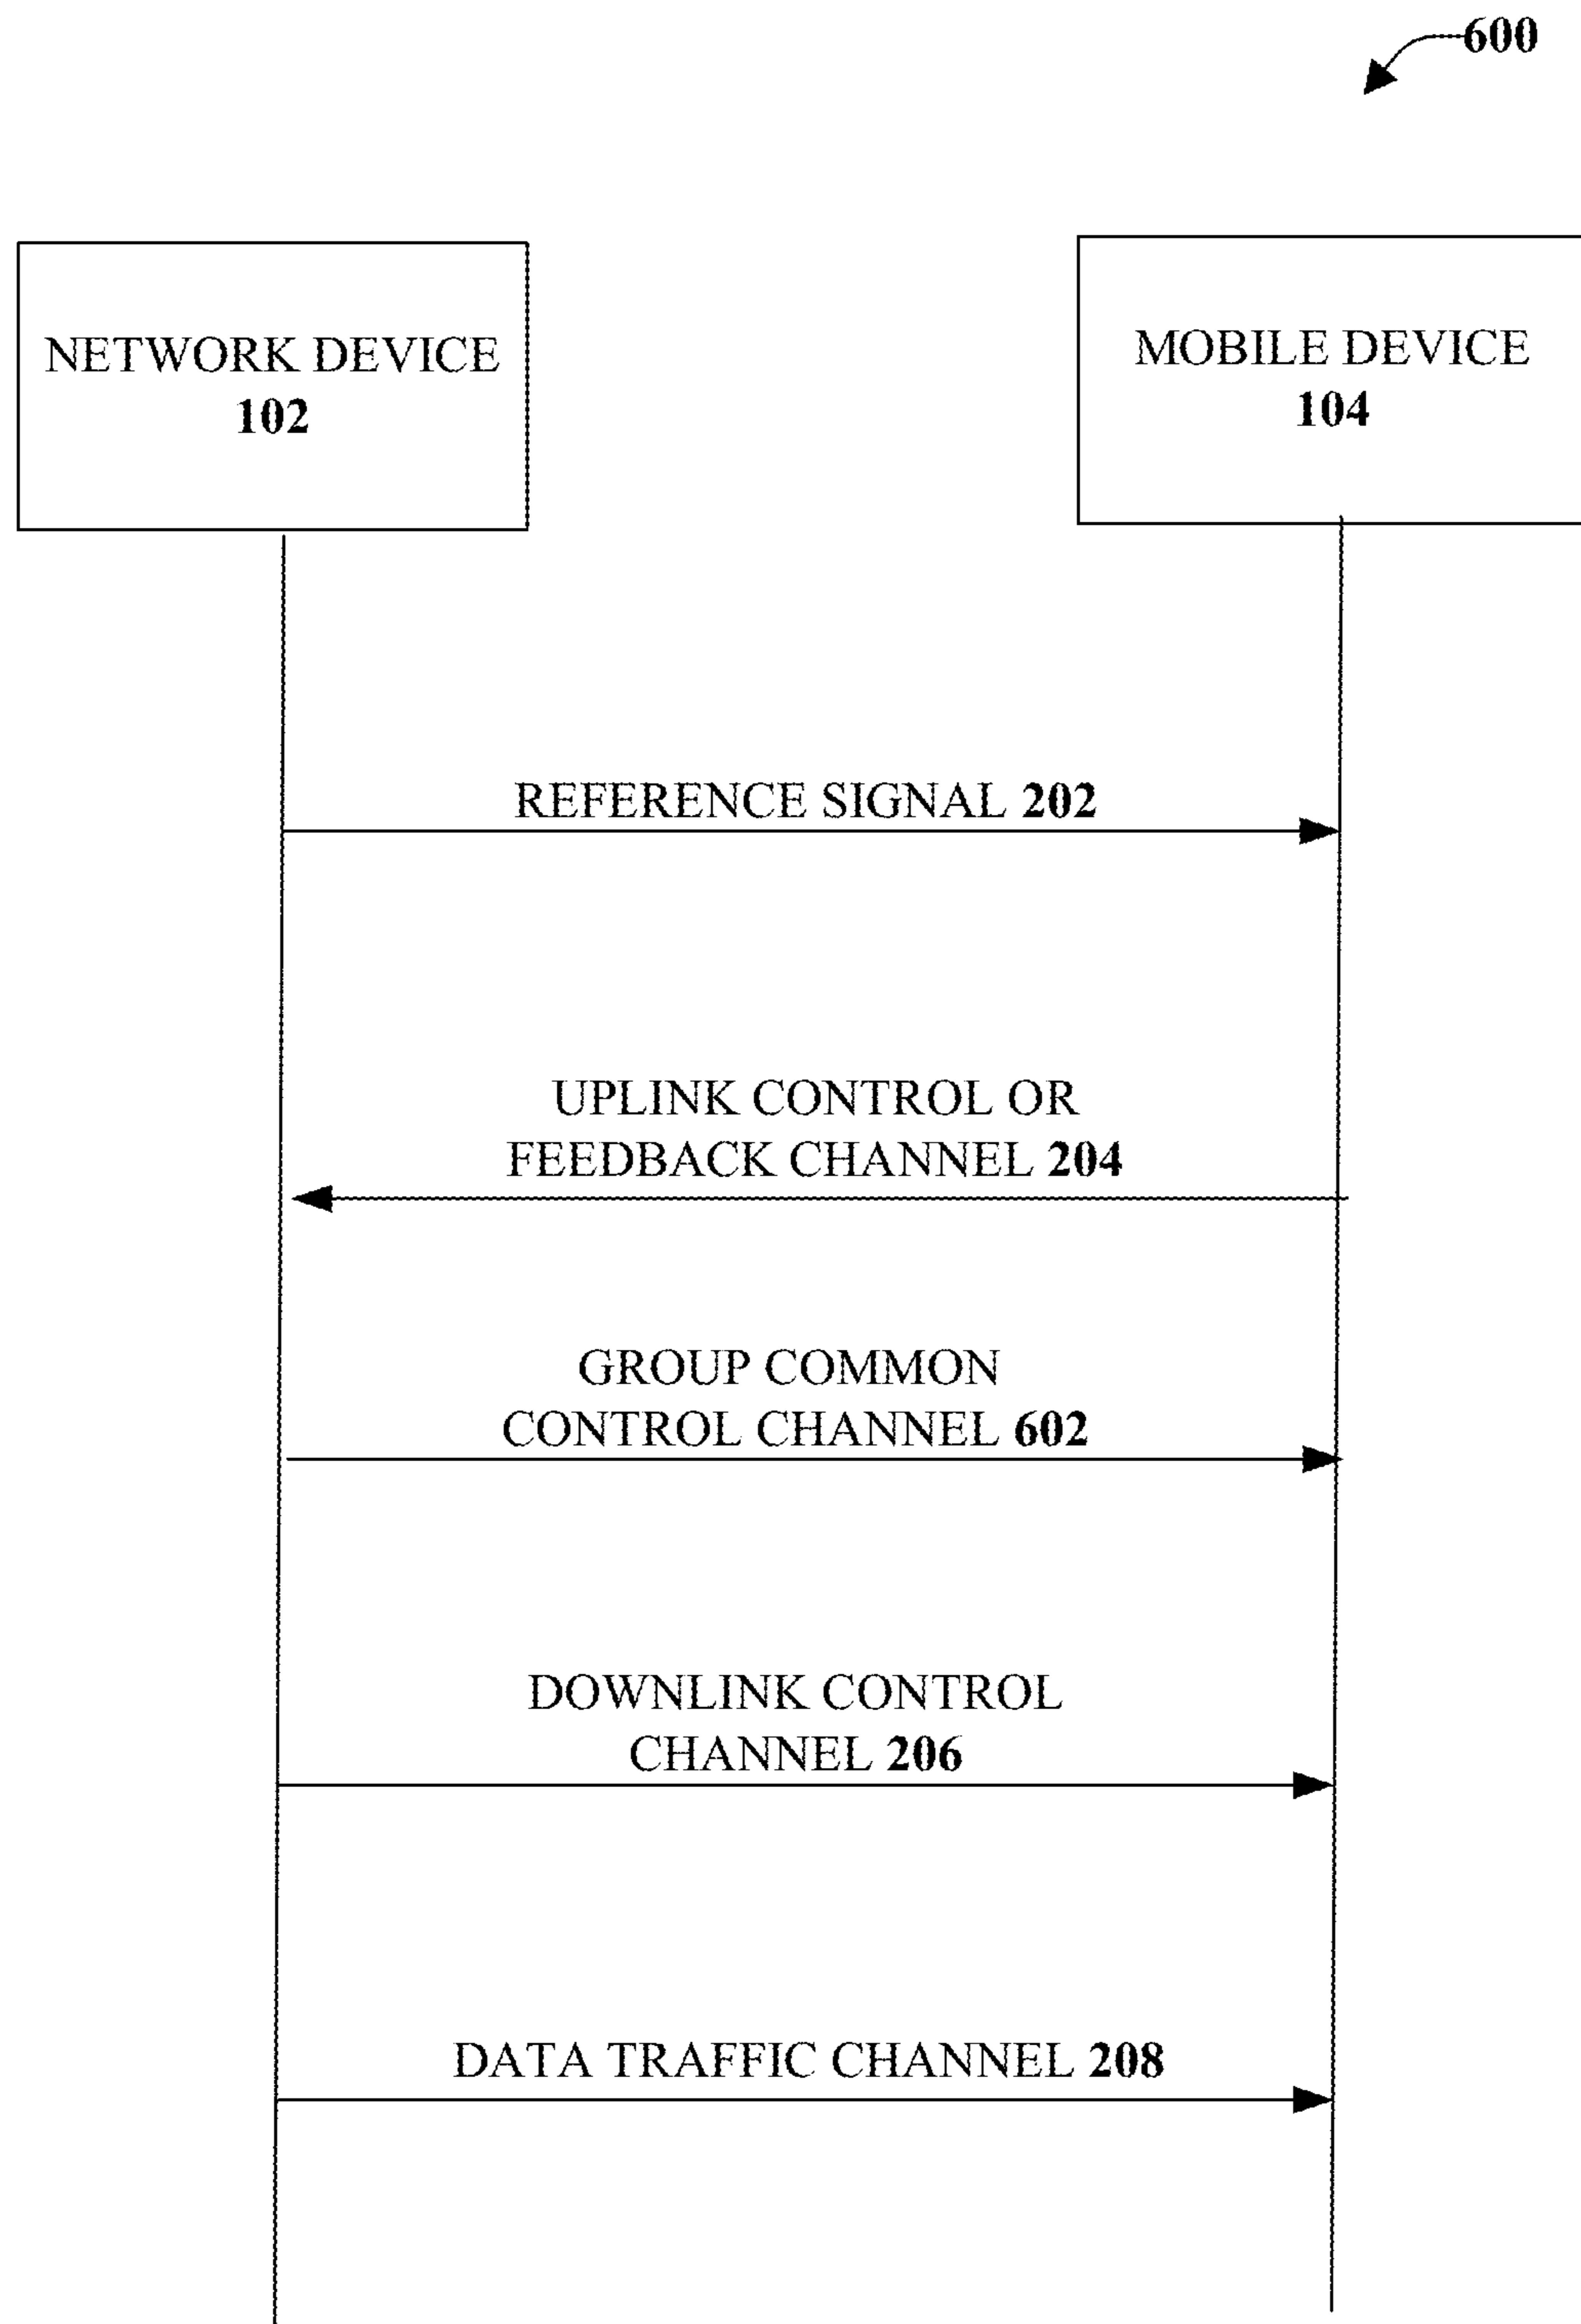 600
NETWORK DEVICE
102
MOBILE DEVICE
104
REFERENCE SIGNAL 202
UPLINK CONTROL OR
FEEDBACK CHANNEL 204
GROUP COMMON
CONTROL CHANNEL 602
DOWNLINK CONTROL
CHANNEL 206
DATA TRAFFIC CHANNEL 208